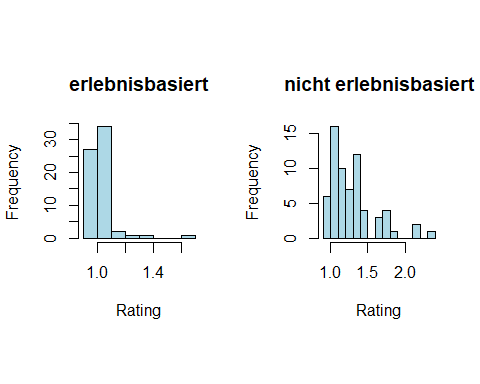 erlebnisbasiert
Frequency
0 10 20 30
1.0 1.4
Rating
nicht erlebnisbasiert
Frequency
0 5 10 15
1.0 1.5 2.0
Rating